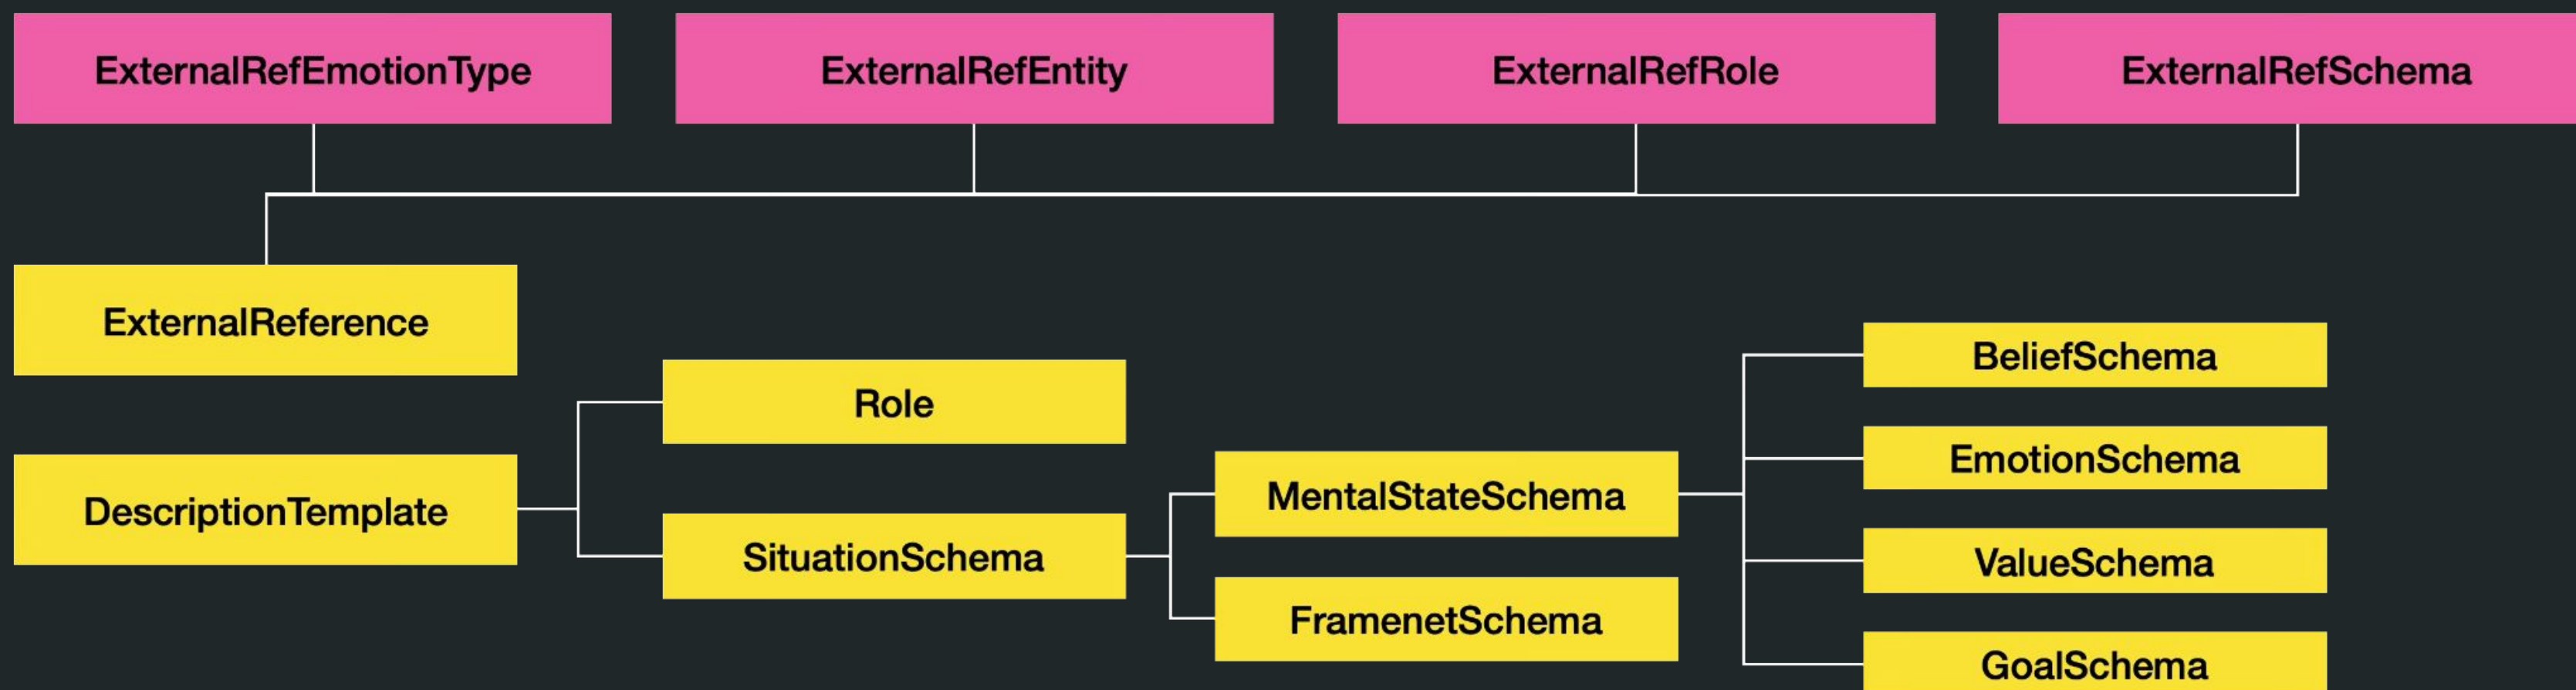 ExternalRefEmotionType
ExternalRefEntity
ExternalRefRole
ExternalRefSchema
ExternalReference
DescriptionTemplate
Role
SituationSchema
MentalStateSchema
FramenetSchema
BeliefSchema
EmotionSchema
ValueSchema
GoalSchema